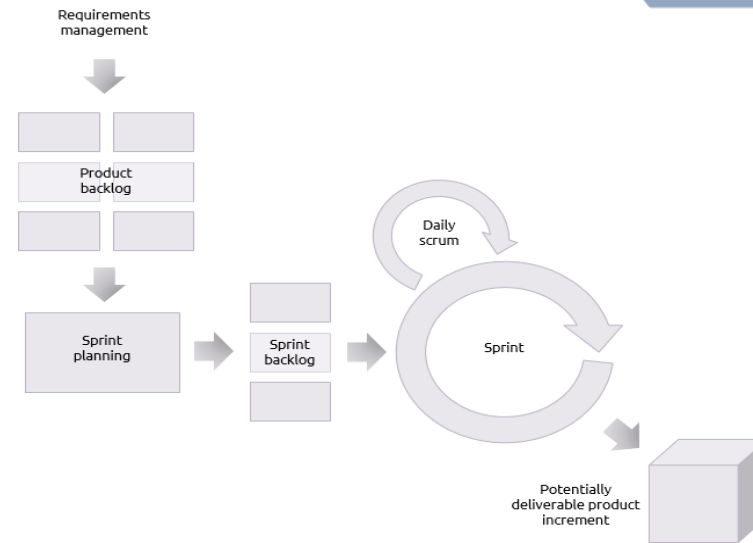 Requirements
management
Product
backlog
Daily
scrum
Sprint
planning
Sprint
backlog
Sprint
Potentially
deliverable product
increment